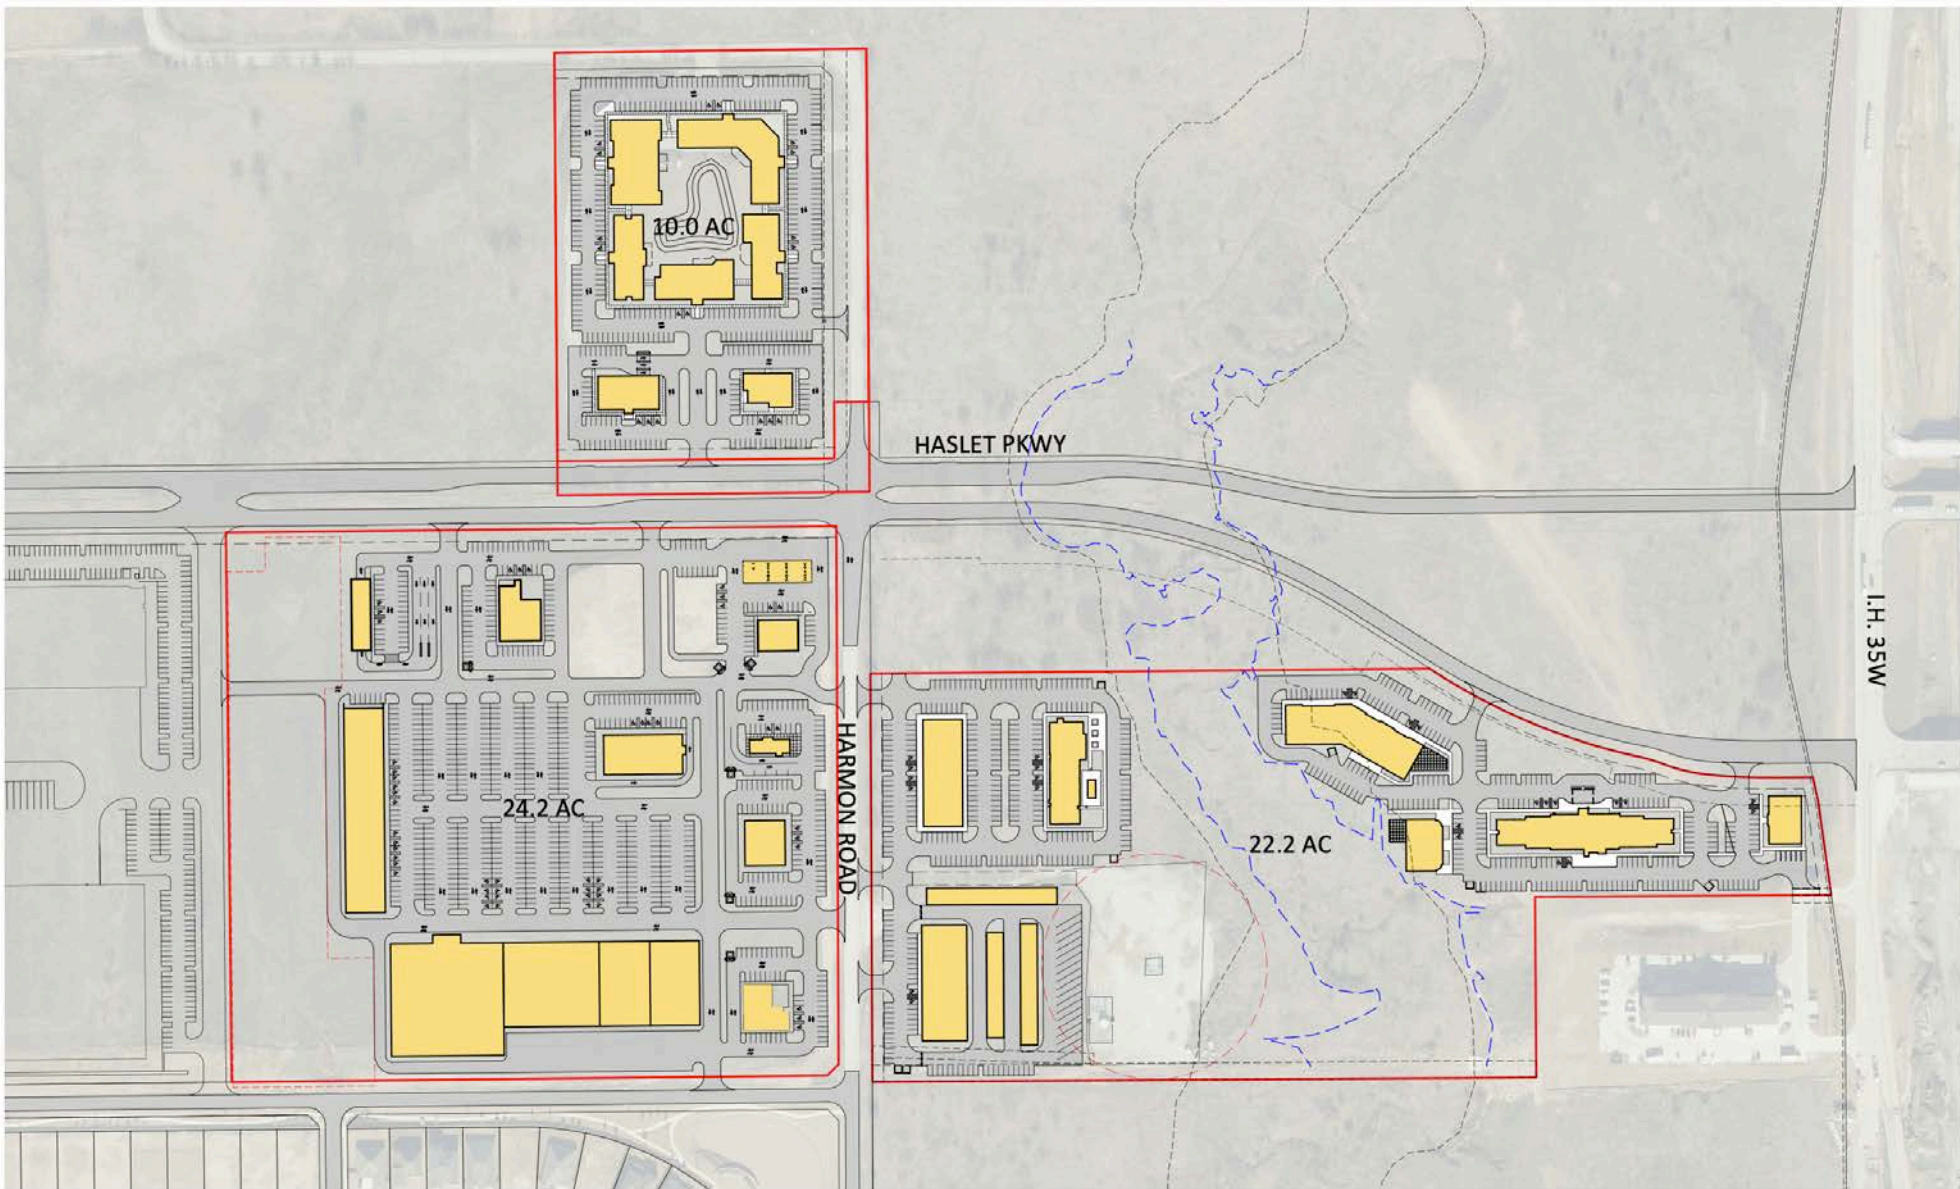 10.0 AC
HASLET PKWY
I.H. 35W
HARMON ROAD
24.2 AC
22.2 AC